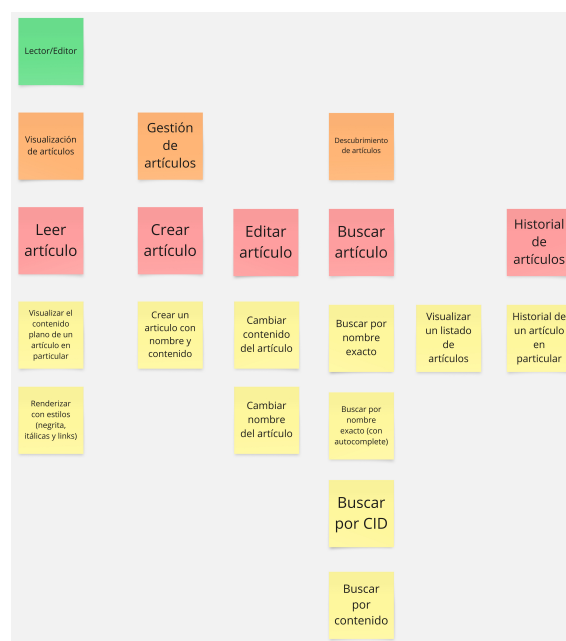 Lector/Editor
Visualización
de artículos
Gestión
de
artículos
Descubrimiento
de artículos
Leer
artículo
Crear
artículo
Editar
artículo
Buscar
artículo
Historial
de
artículos
Visualizar el
contenido
plano de un
artículo en
particular
Crear un
articulo con
nombre y
contenido
Cambiar
contenido
del artículo
Buscar por
nombre
exacto
Visualizar
un listado
de
artículos
Historial de
un artículo
en
particular
Renderizar
con estilos
(negrita,
itálicas y links)
Cambiar
nombre
del artículo
Buscar por
nombre
exacto (con
autocomplete)
Buscar
por CID
Buscar
por
contenido